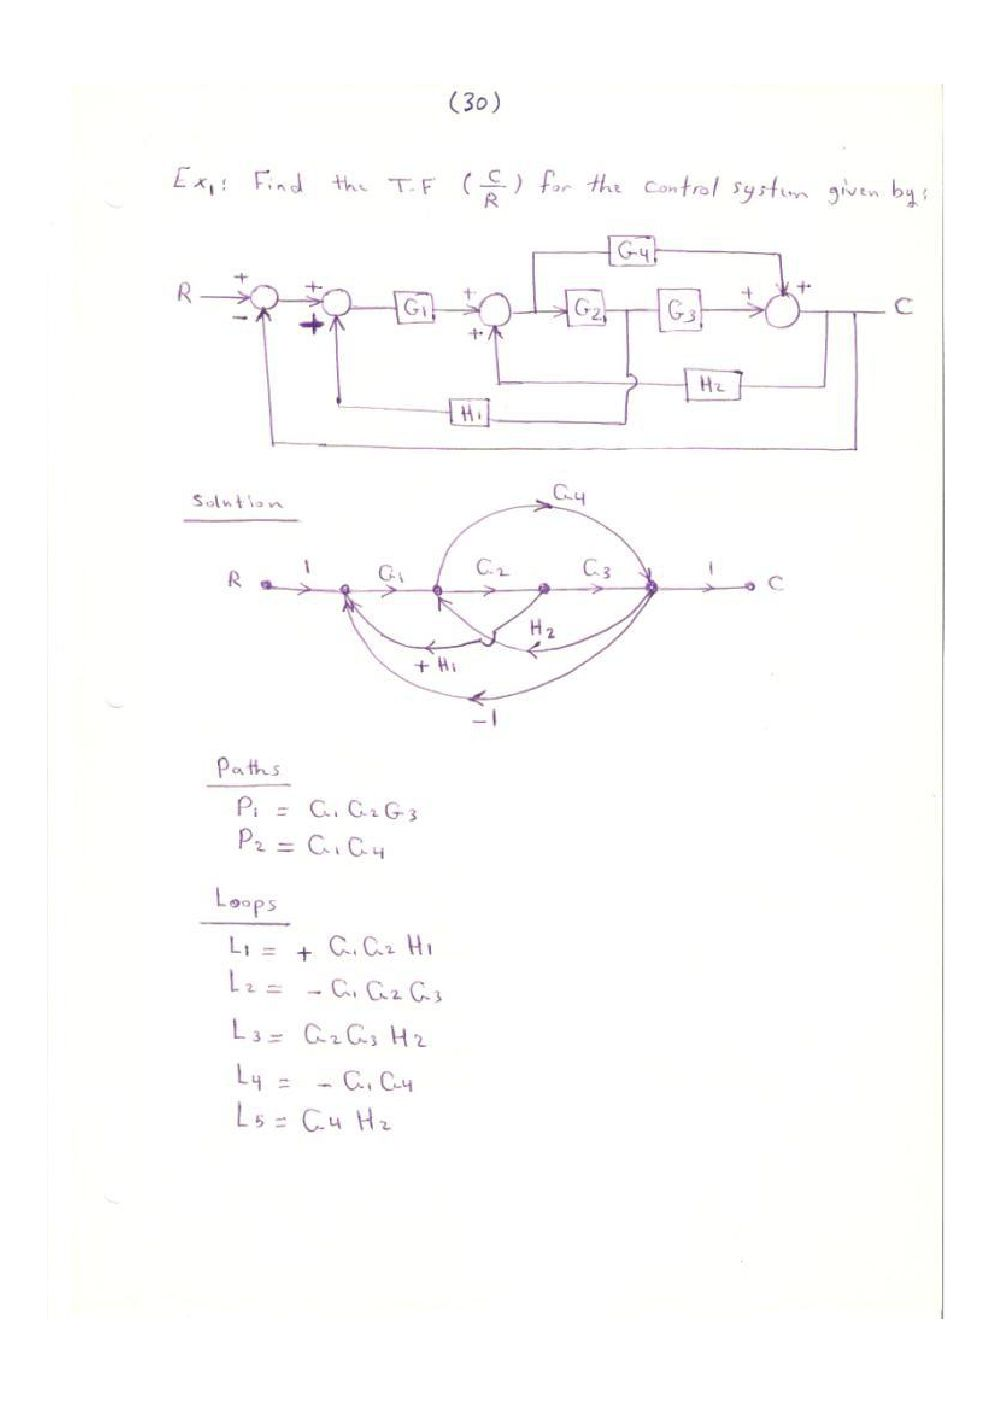 (30)
Ex1: Find the T.F (C/R) for the control system given by:
G4
R + - + + G1 + + G2 G3 + + C
H2
H1
Solution
G4
R 1 G1 G2 G3 1 C
H2
+ H1
-1
Paths
P1 = G1 G2 G3
P2 = G1 G4
Loops
L1 = + G1 G2 H1
L2 = - G1 G2 G3
L3 = G2 G3 H2
L4 = - G1 G4
L5 = G4 H2